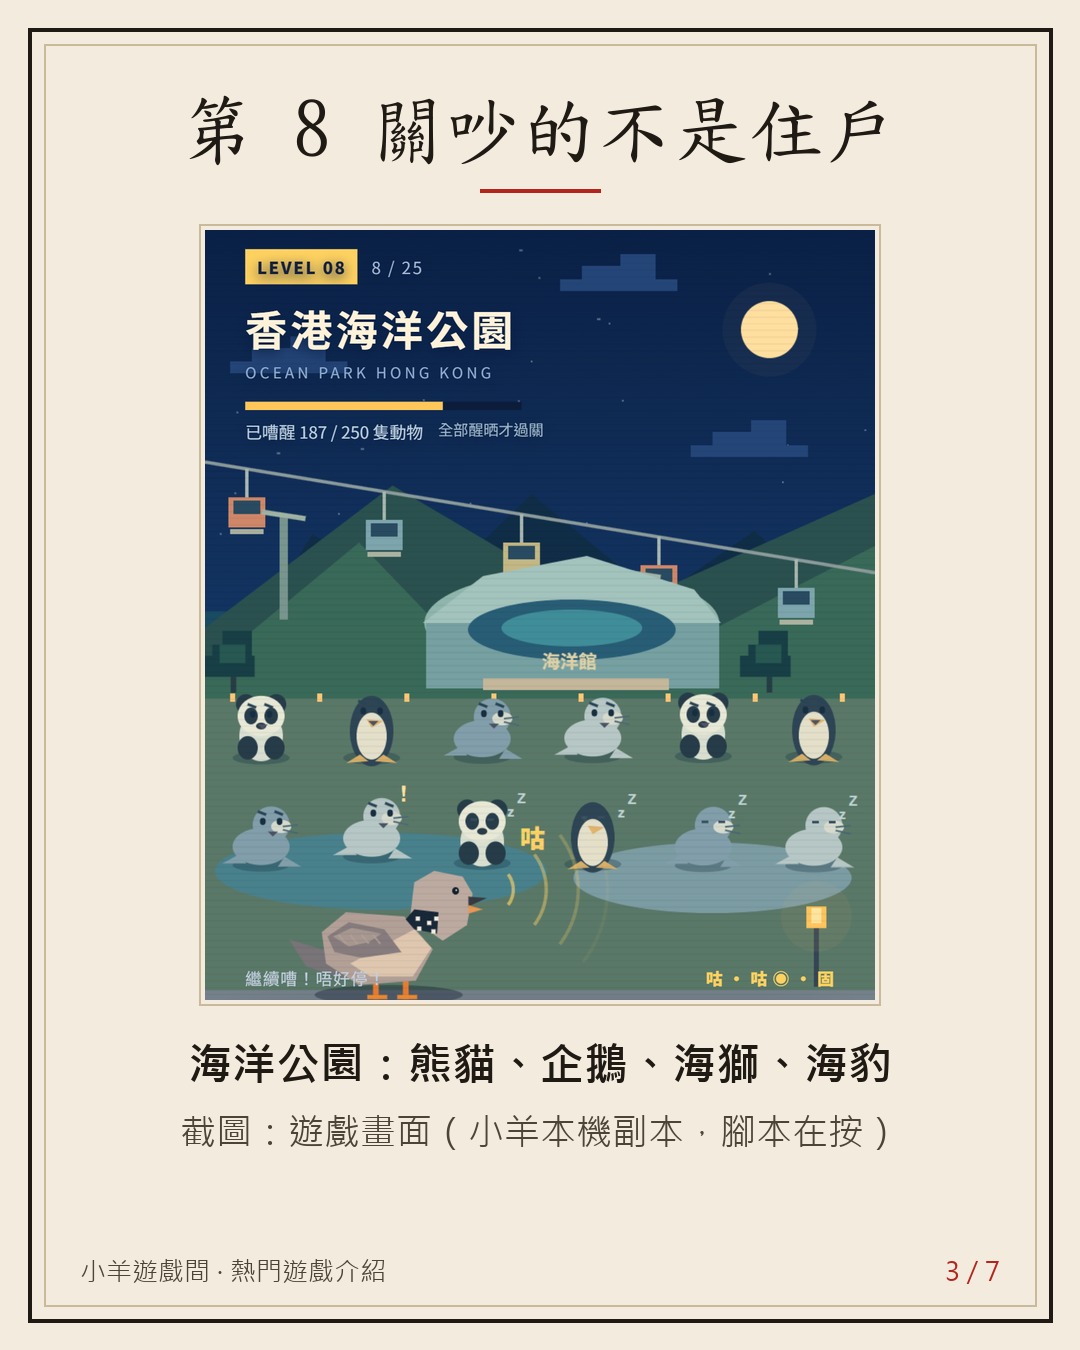 第 8 關吵的不是住戶
LEVEL 08 8 / 25
香港海洋公園
OCEAN PARK HONG KONG
已嘈醒 187 / 250 隻動物 全部醒晒才過關
海洋館
!
z Z
z Z
z Z
z Z
咕
繼續嘈！唔好停！
咕 · 咕◉ · 固
海洋公園：熊貓、企鵝、海獅、海豹
截圖：遊戲畫面（小羊本機副本，腳本在按）
小羊遊戲間 · 熱門遊戲介紹
3 / 7